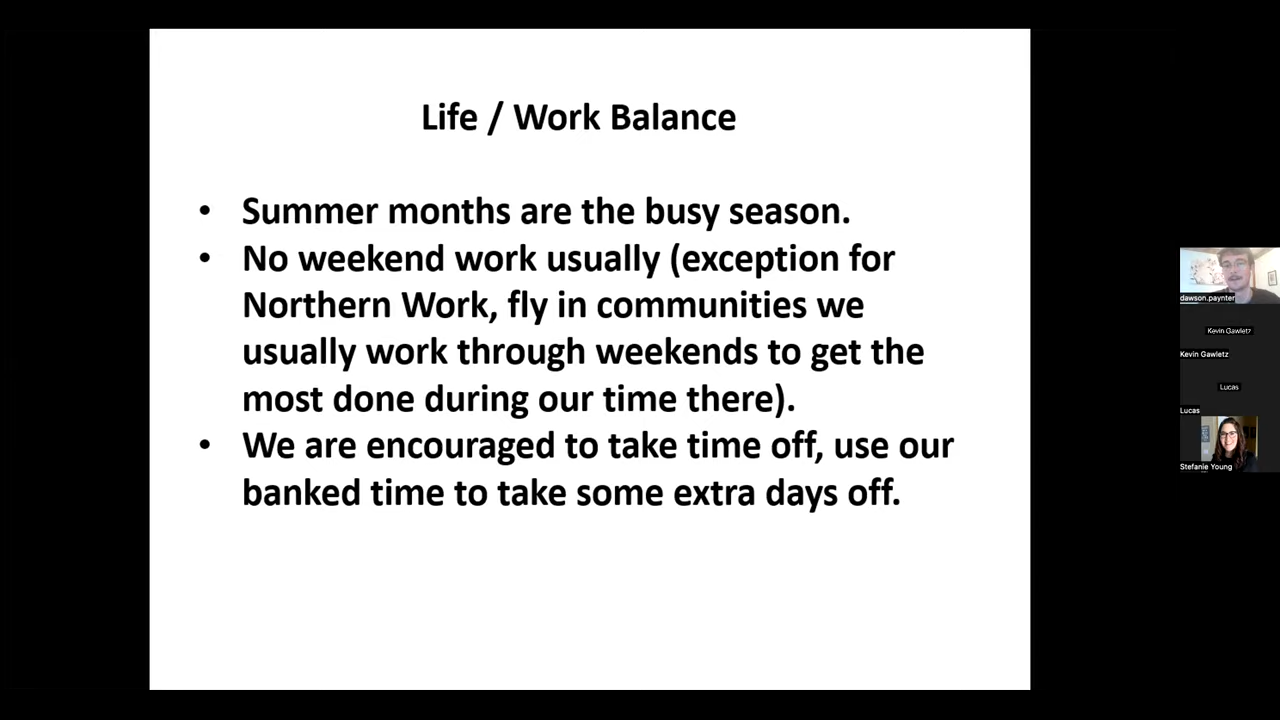 Life / Work Balance
• Summer months are the busy season.
• No weekend work usually (exception for
Northern Work, fly in communities we
usually work through weekends to get the
most done during our time there).
• We are encouraged to take time off, use our
banked time to take some extra days off.
dawson.paynter
Kevin Gawletz
Kevin Gawletz
Lucas
Lucas
Stefanie Young